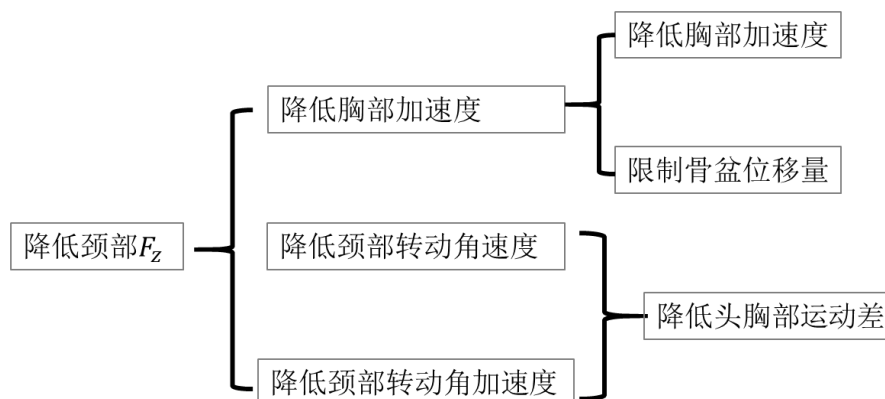 降低胸部加速度
降低胸部加速度
限制骨盆位移量
降低颈部F_Z
降低颈部转动角速度
降低头胸部运动差
降低颈部转动角加速度